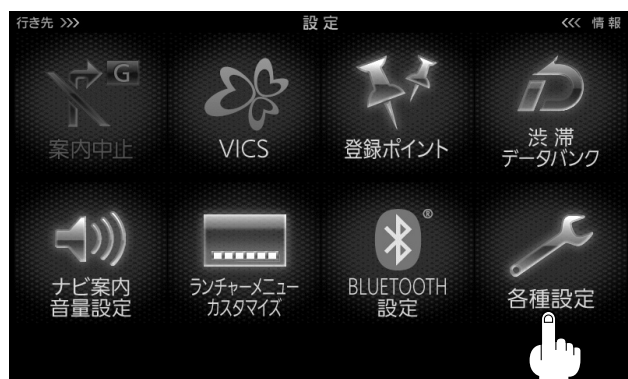 行き先 >>>
設定
<<< 情報
G
案内中止
VICS
登録ポイント
渋滞
データバンク
ナビ案内
音量設定
ランチャーメニュー
カスタマイズ
®
BLUETOOTH
設定
各種設定